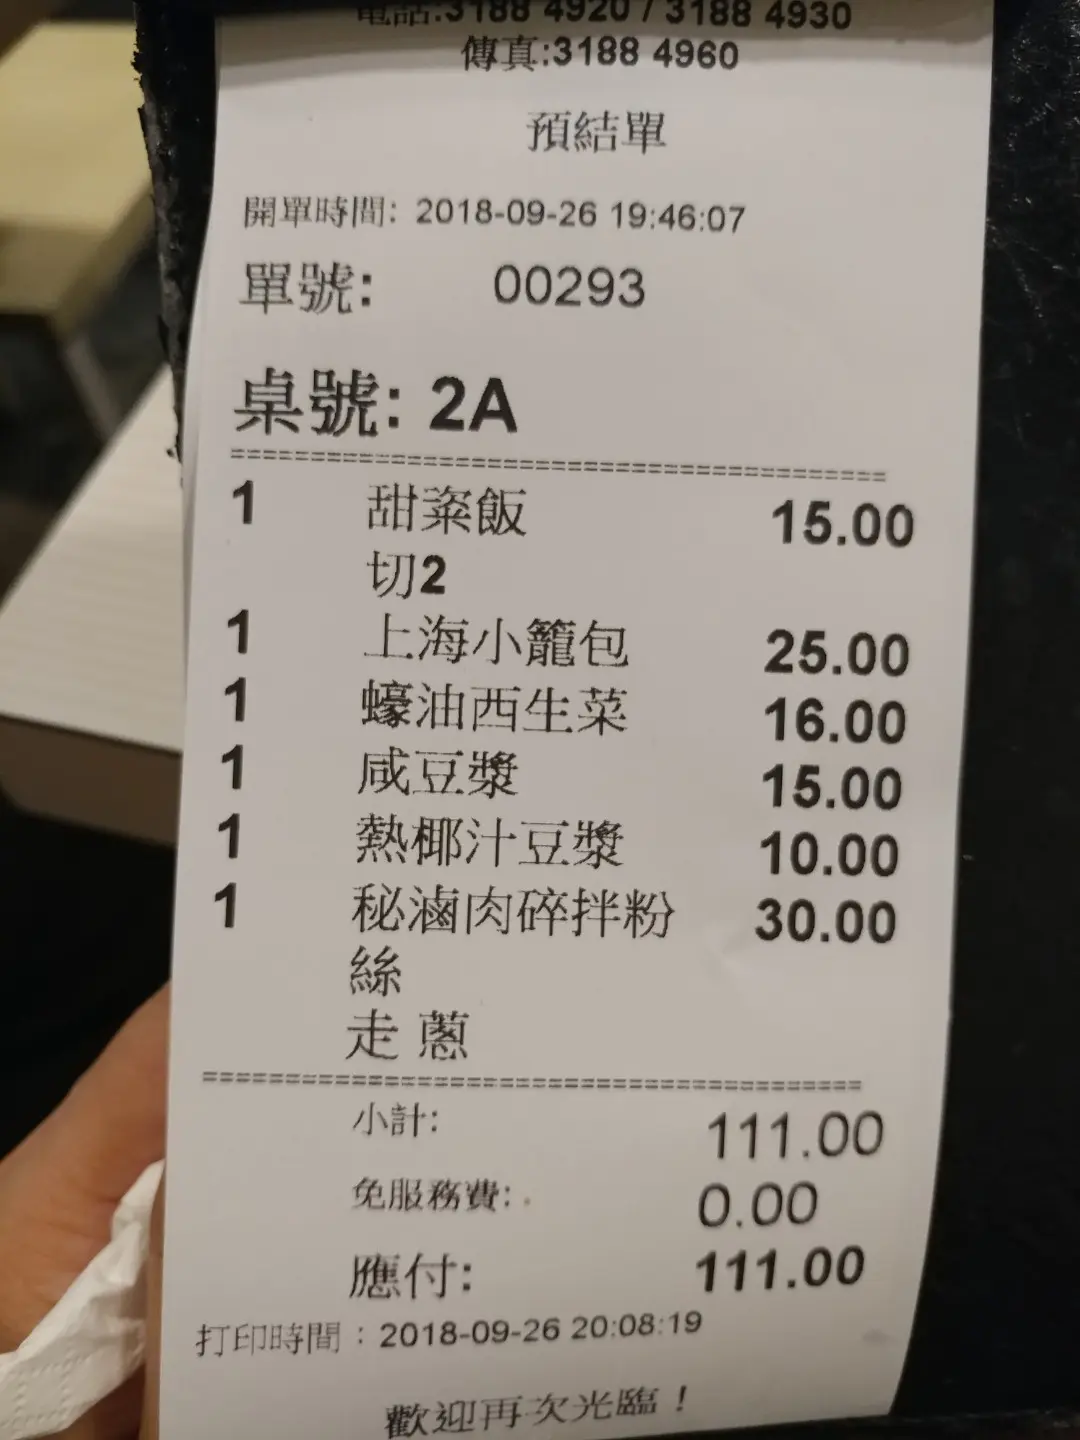 電話:3188 4920 / 3188 4930
傳真:3188 4960
預結單
開單時間: 2018-09-26 19:46:07
單號: 00293
桌號: 2A
1 甜粢飯 15.00
切2
1 上海小籠包 25.00
1 蠔油西生菜 16.00
1 咸豆漿 15.00
1 熱椰汁豆漿 10.00
1 秘滷肉碎拌粉 30.00
絲
走 蔥
小計: 111.00
免服務費: 0.00
應付: 111.00
打印時間：2018-09-26 20:08:19
歡迎再次光臨！